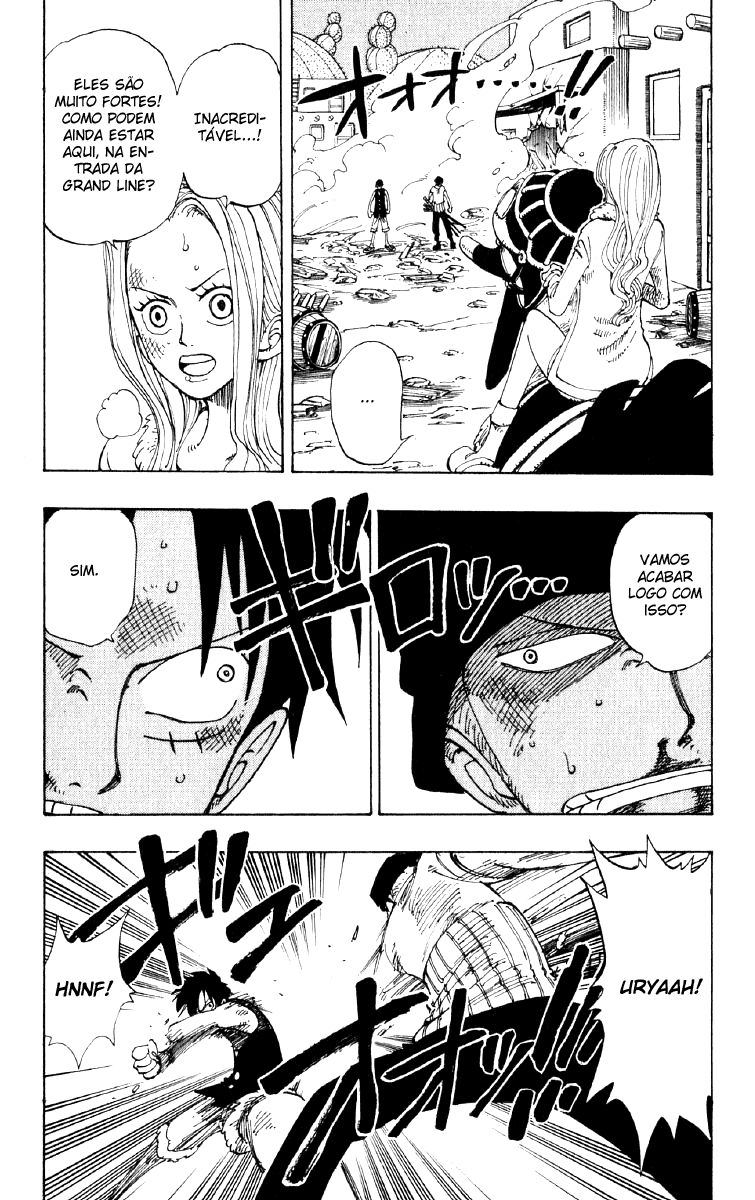 オオオ....!!
INACREDI-
TÁVEL...!
ELES SÃO
MUITO FORTES!
COMO PODEM
AINDA ESTAR
AQUI, NA EN-
TRADA DA
GRAND LINE?
...
VAMOS
ACABAR
LOGO COM
ISSO?
ギロッ...
SIM.
URYAAH!
ギュ
オオッ!!!
HNNF!